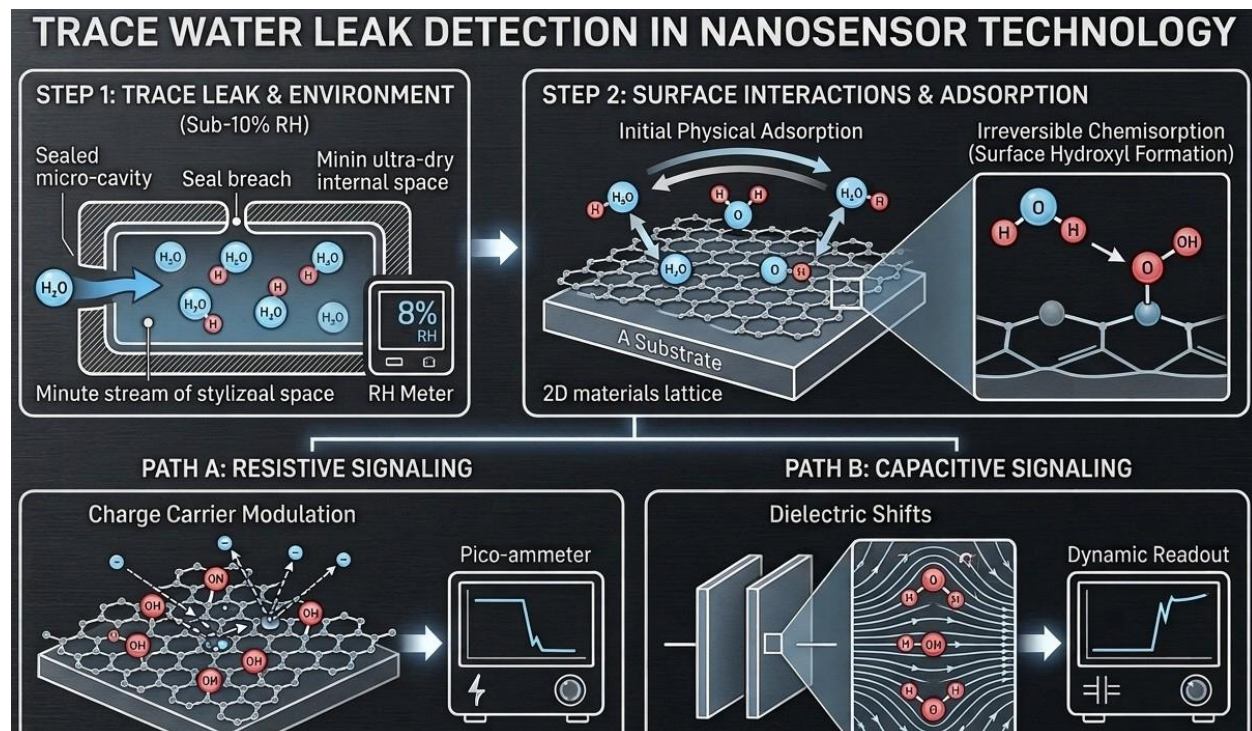 TRACE WATER LEAK DETECTION IN NANOSENSOR TECHNOLOGY
STEP 1: TRACE LEAK & ENVIRONMENT
(Sub-10% RH)
Sealed
micro-cavity
Seal breach
Minin ultra-dry
internal space
H₂O
H₂O
H₂O
H
H₃O
H
H₂O
H
H₂O
H
H₂O
8%
RH
Minute stream of stylizeal space
RH Meter
STEP 2: SURFACE INTERACTIONS & ADSORPTION
Initial Physical Adsorption
H
H₃O
H
H
O
H₂O
R
H₂O
O
A Substrate
2D materials lattice
Irreversible Chemisorption
(Surface Hydroxyl Formation)
O
H
H
O
OH
PATH A: RESISTIVE SIGNALING
Charge Carrier Modulation
ON
OH
OH
OH
OH
OH
Pico-ammeter
PATH B: CAPACITIVE SIGNALING
Dielectric Shifts
O
H
H
OH
H
H
Dynamic Readout